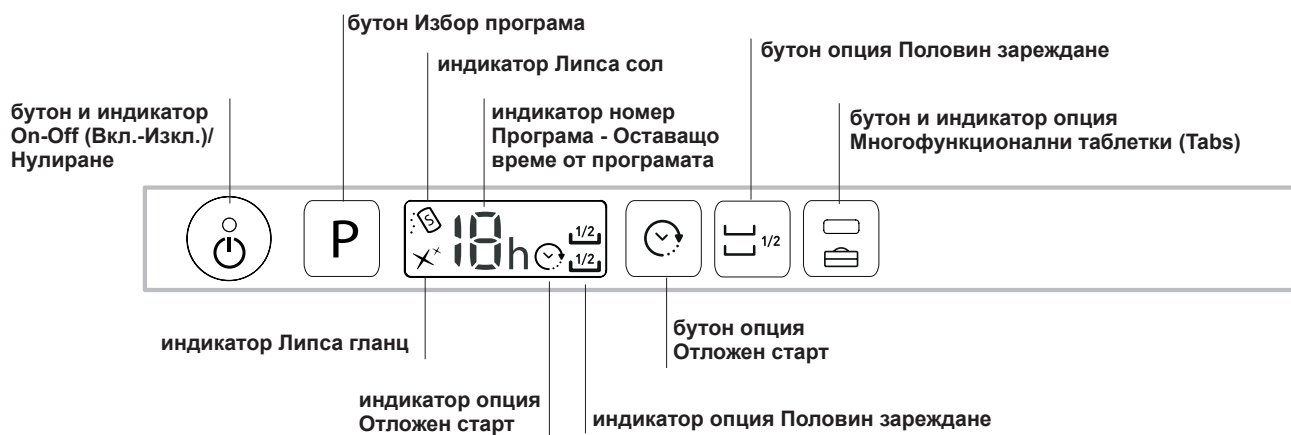 бутон Избор програма
бутон опция Половин зареждане
индикатор Липса сол
бутон и индикатор
On-Off (Вкл.-Изкл.)/
Нулиране
индикатор номер
Програма - Оставащо
време от програмата
бутон и индикатор опция
Многофункционални таблетки (Tabs)
P
S
18h
1/2
1/2
1/2
индикатор Липса гланц
бутон опция
Отложен старт
индикатор опция
Отложен старт
индикатор опция Половин зареждане